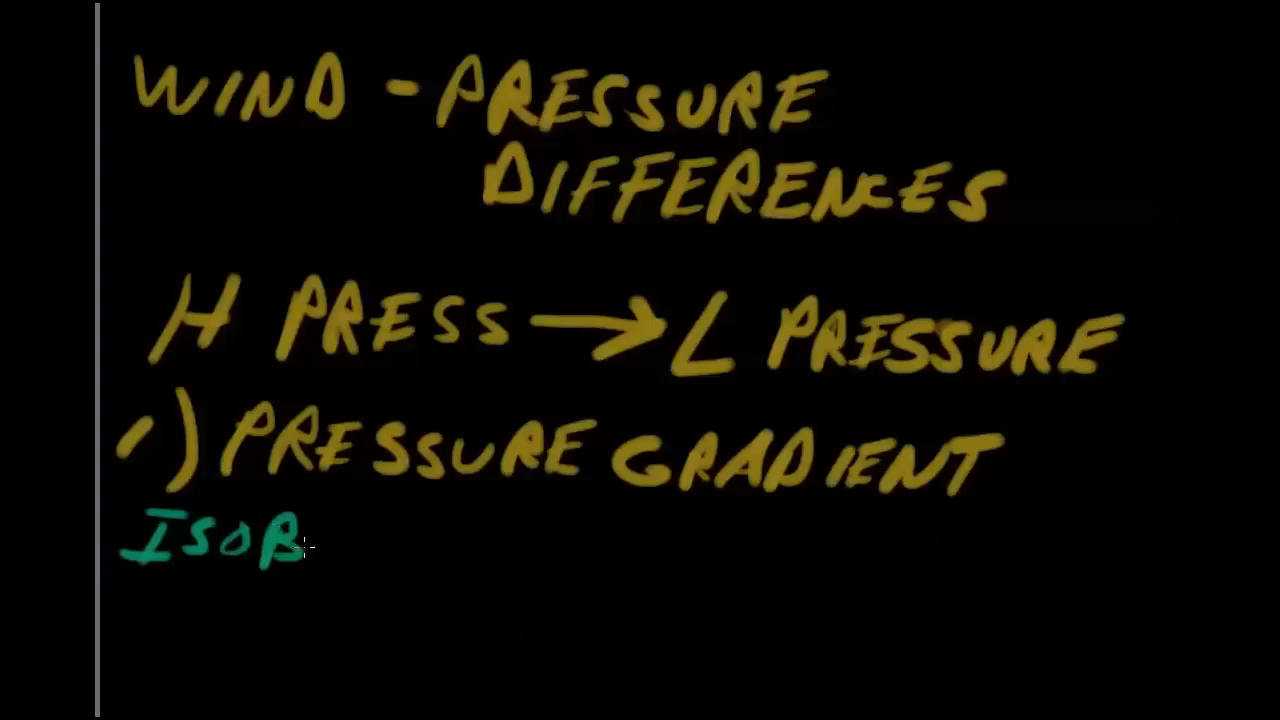 WIND - PRESSURE
DIFFERENCES
H PRESS → L PRESSURE
1) PRESSURE GRADIENT
ISOB